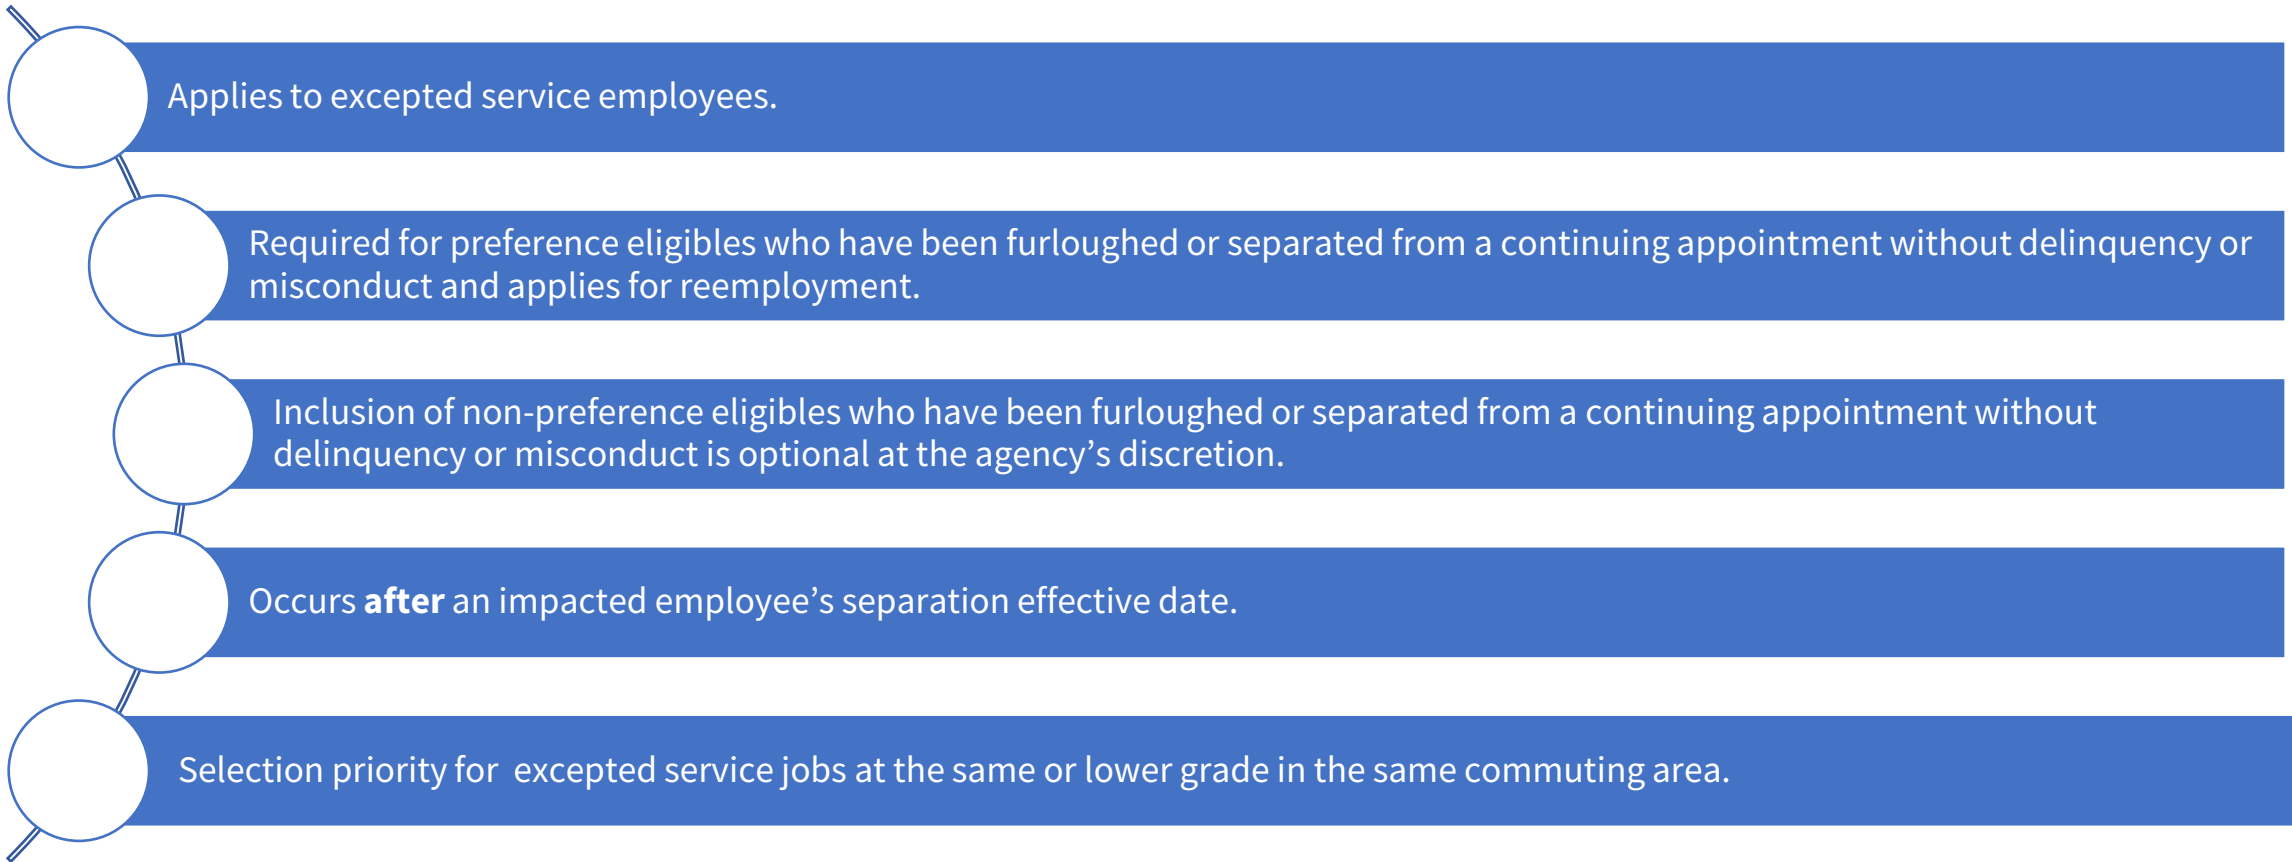 Applies to excepted service employees.
Required for preference eligibles who have been furloughed or separated from a continuing appointment without delinquency or
misconduct and applies for reemployment.
Inclusion of non-preference eligibles who have been furloughed or separated from a continuing appointment without
delinquency or misconduct is optional at the agency’s discretion.
Occurs after an impacted employee’s separation effective date.
Selection priority for  excepted service jobs at the same or lower grade in the same commuting area.